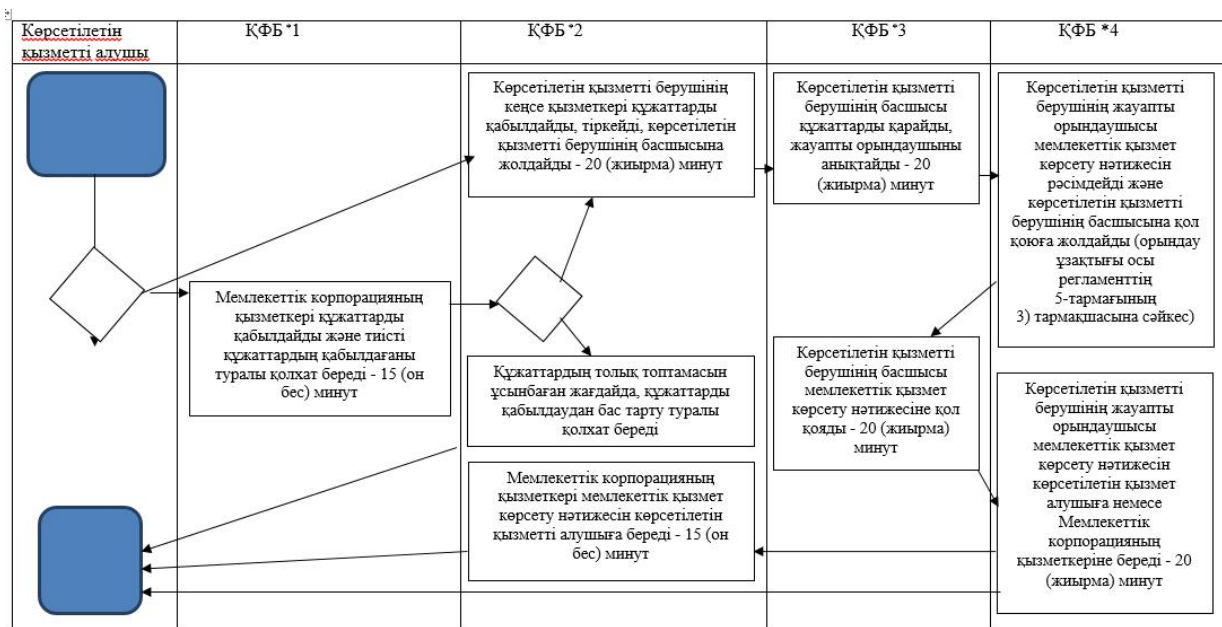 Көрсетілетін
қызметті алушы
ҚФБ*1
ҚФБ*2
ҚФБ*3
ҚФБ *4
Көрсетілетін қызметті берушінің
кеңсе қызметкері құжаттарды
қабылдайды, тіркейді, көрсетілетін
қызметті берушінің басшысына
жолдайды - 20 (жиырма) минут
Көрсетілетін қызметті
берушінің басшысы
құжаттарды қарайды,
жауапты орындаушыны
анықтайды - 20
(жиырма) минут
Көрсетілетін қызметті
берушінің жауапты
орындаушысы
мемлекеттік қызмет
көрсету нәтижесін
рәсімдейді және
көрсетілетін қызметті
берушінің басшысына қол
қоюға жолдайды (орындау
ұзақтығы осы
регламенттің
5-тармағының
3) тармақшасына сәйкес)
Мемлекеттік корпорацияның
қызметкері құжаттарды
қабылдайды және тиісті
құжаттардың қабылдағаны
туралы қолхат береді - 15 (он
бес) минут
Құжаттардың толық топтамасын
ұсынбаған жағдайда, құжаттарды
қабылдаудан бас тарту туралы
қолхат береді
Көрсетілетін қызметті
берушінің басшысы
мемлекеттік қызмет
көрсету нәтижесіне қол
қояды - 20 (жиырма)
минут
Көрсетілетін қызметті
берушінің жауапты
орындаушысы
мемлекеттік қызмет
көрсету нәтижесін
көрсетілетін қызмет
алушыға немесе
Мемлекеттік
корпорацияның
қызметкеріне береді - 20
(жиырма) минут
Мемлекеттік корпорацияның
қызметкері мемлекеттік қызмет
көрсету нәтижесін көрсетілетін
қызметті алушыға береді - 15 (он
бес) минут